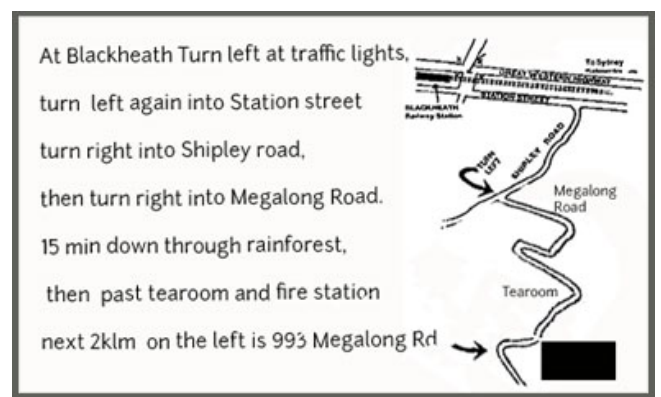 At Blackheath Turn left at traffic lights,
turn left again into Station street
turn right into Shipley road,
then turn right into Megalong Road.
15 min down through rainforest,
then past tearoom and fire station
next 2klm on the left is 993 Megalong Rd
To Sydney
GREAT WESTERN HIGHWAY
STATION STREET
BLACKHEATH
Railway Station
SHIPLEY ROAD
TURN
LEFT
Megalong
Road
Tearoom